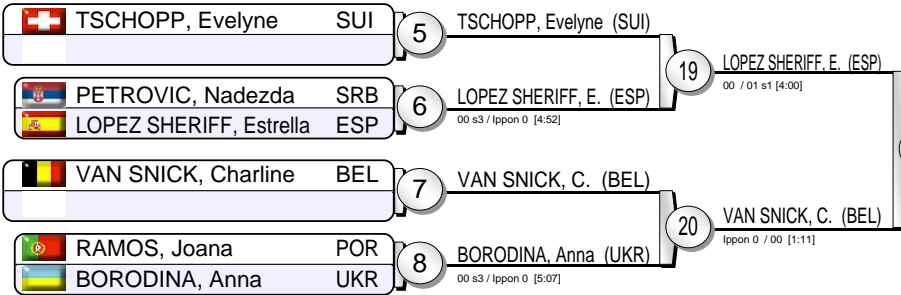 TSCHOPP, Evelyne SUI
5
TSCHOPP, Evelyne (SUI)
PETROVIC, Nadezda SRB
LOPEZ SHERIFF, Estrella ESP
6
LOPEZ SHERIFF, E. (ESP)
00 s3 / Ippon 0 [4:52]
19
LOPEZ SHERIFF, E. (ESP)
00 / 01 s1 [4:00]
VAN SNICK, Charline BEL
7
VAN SNICK, C. (BEL)
RAMOS, Joana POR
BORODINA, Anna UKR
8
BORODINA, Anna (UKR)
00 s3 / Ippon 0 [5:07]
20
VAN SNICK, C. (BEL)
Ippon 0 / 00 [1:11]